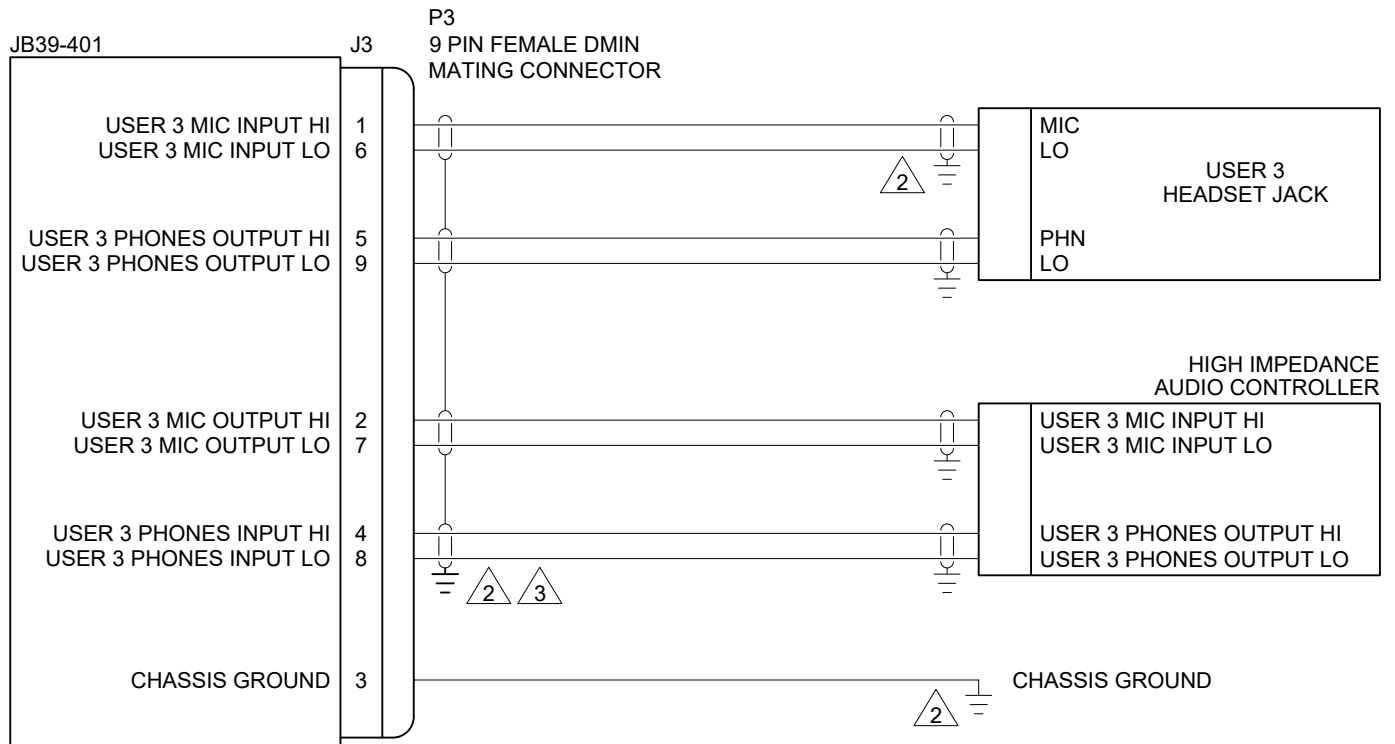 P3
JB39-401 J3 9 PIN FEMALE DMIN
MATING CONNECTOR
USER 3 MIC INPUT HI 1 MIC
USER 3 MIC INPUT LO 6 LO
2
USER 3
HEADSET JACK
USER 3 PHONES OUTPUT HI 5 PHN
USER 3 PHONES OUTPUT LO 9 LO
HIGH IMPEDANCE
AUDIO CONTROLLER
USER 3 MIC OUTPUT HI 2 USER 3 MIC INPUT HI
USER 3 MIC OUTPUT LO 7 USER 3 MIC INPUT LO
USER 3 PHONES INPUT HI 4 USER 3 PHONES OUTPUT HI
USER 3 PHONES INPUT LO 8 USER 3 PHONES OUTPUT LO
2 3
CHASSIS GROUND 3 CHASSIS GROUND
2